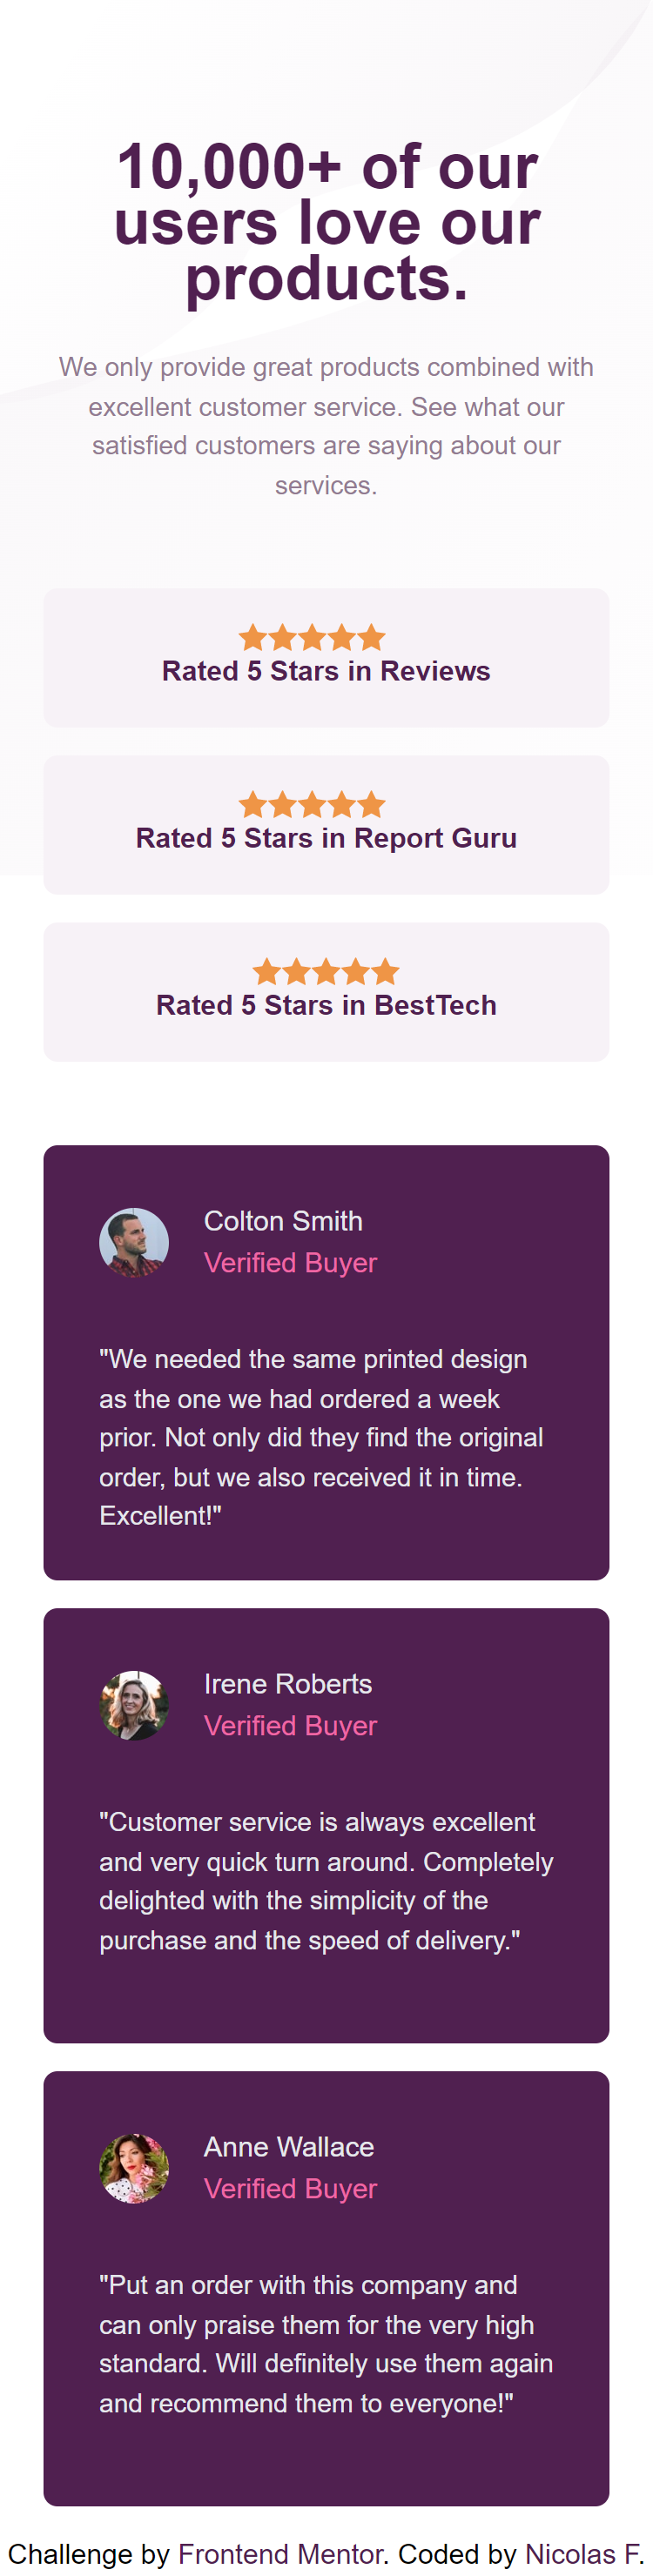 10,000+ of our
users love our
products.
We only provide great products combined with
excellent customer service. See what our
satisfied customers are saying about our
services.
Rated 5 Stars in Reviews
Rated 5 Stars in Report Guru
Rated 5 Stars in BestTech
Colton Smith
Verified Buyer
"We needed the same printed design
as the one we had ordered a week
prior. Not only did they find the original
order, but we also received it in time.
Excellent!"
Irene Roberts
Verified Buyer
"Customer service is always excellent
and very quick turn around. Completely
delighted with the simplicity of the
purchase and the speed of delivery."
Anne Wallace
Verified Buyer
"Put an order with this company and
can only praise them for the very high
standard. Will definitely use them again
and recommend them to everyone!"
Challenge by Frontend Mentor. Coded by Nicolas F.